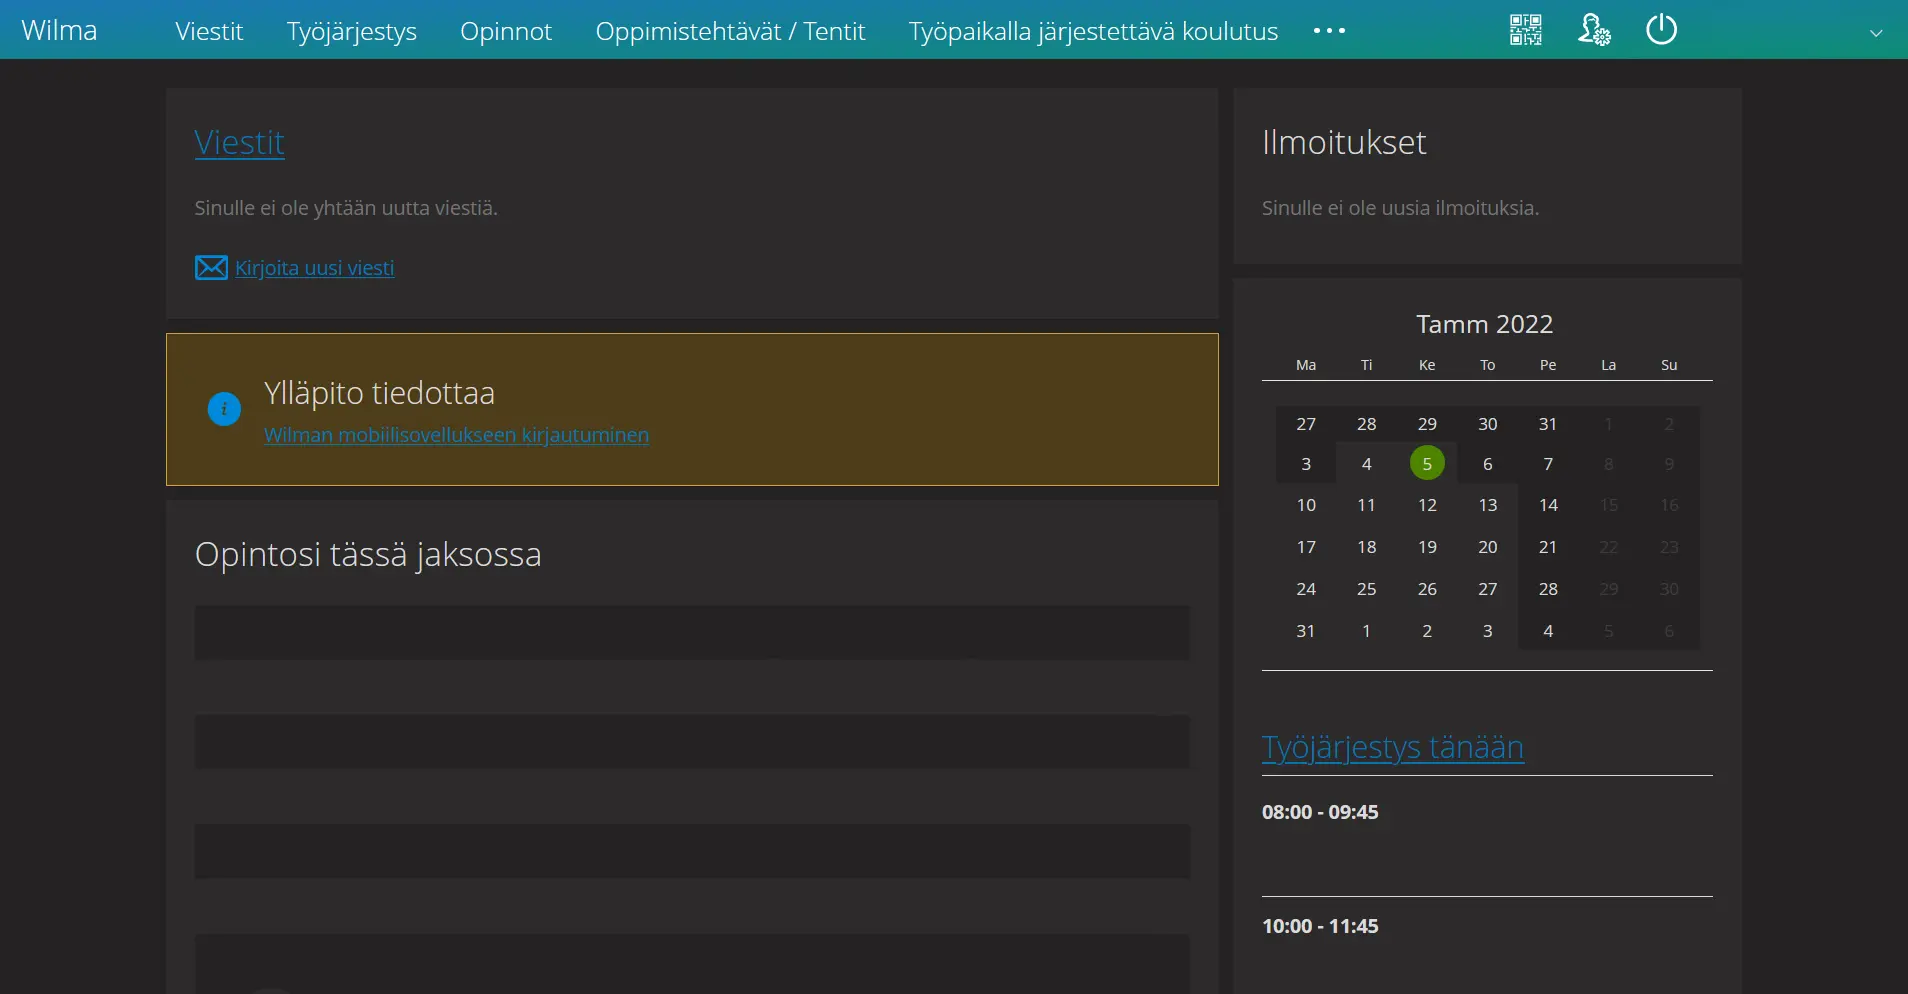 Wilma Viestit Työjärjestys Opinnot Oppimistehtävät / Tentit Työpaikalla järjestettävä koulutus
Viestit
Sinulle ei ole yhtään uutta viestiä.
Kirjoita uusi viesti
Ylläpito tiedottaa
Wilman mobiilisovellukseen kirjautuminen
Opintosi tässä jaksossa
Ilmoitukset
Sinulle ei ole uusia ilmoituksia.
Tamm 2022
Ma Ti Ke To Pe La Su
27 28 29 30 31 1 2
3 4 5 6 7 8 9
10 11 12 13 14 15 16
17 18 19 20 21 22 23
24 25 26 27 28 29 30
31 1 2 3 4 5 6
Työjärjestys tänään
08:00 - 09:45
10:00 - 11:45